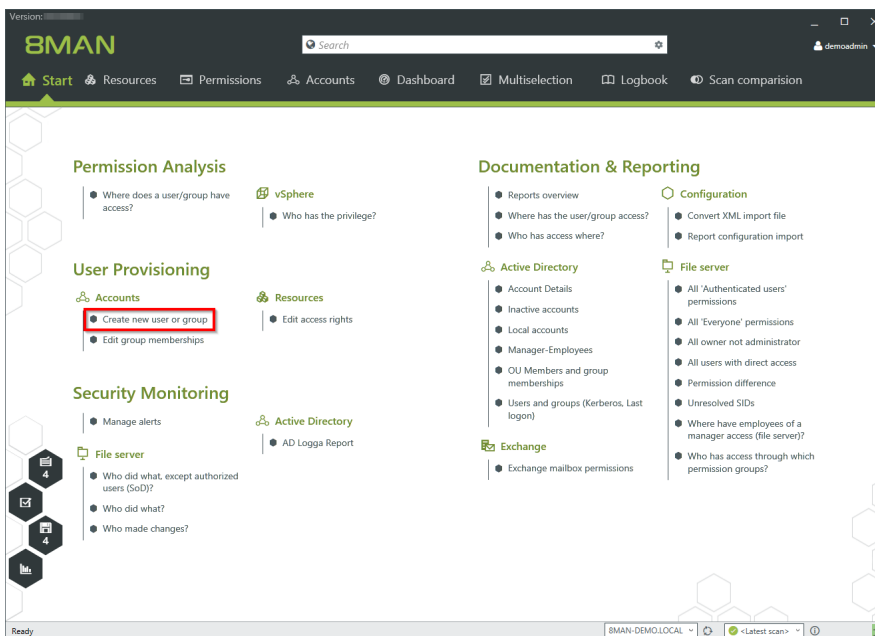 Version:
8MAN
Search
demoadmin
Start
Resources
Permissions
Accounts
Dashboard
Multiselection
Logbook
Scan comparision
Permission Analysis
Where does a user/group have
access?
vSphere
Who has the privilege?
User Provisioning
Accounts
Create new user or group
Edit group memberships
Resources
Edit access rights
Security Monitoring
Manage alerts
File server
Who did what, except authorized
users (SoD)?
Who did what?
Who made changes?
Active Directory
AD Logga Report
Documentation & Reporting
Reports overview
Where has the user/group access?
Who has access where?
Configuration
Convert XML import file
Report configuration import
Active Directory
Account Details
Inactive accounts
Local accounts
Manager-Employees
OU Members and group
memberships
Users and groups (Kerberos, Last
logon)
Exchange
Exchange mailbox permissions
File server
All 'Authenticated users'
permissions
All 'Everyone' permissions
All owner not administrator
All users with direct access
Permission difference
Unresolved SIDs
Where have employees of a
manager access (file server)?
Who has access through which
permission groups?
4
4
Ready
8MAN-DEMO.LOCAL
<Latest scan>